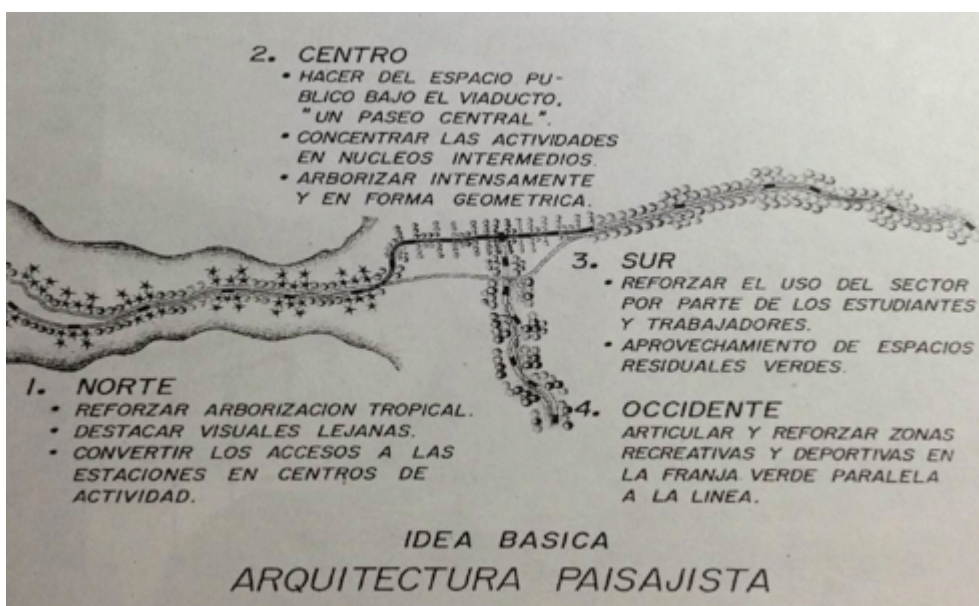 2. CENTRO
• HACER DEL ESPACIO PU-
BLICO BAJO EL VIADUCTO,
"UN PASEO CENTRAL".
• CONCENTRAR LAS ACTIVIDADES
EN NUCLEOS INTERMEDIOS.
• ARBORIZAR INTENSAMENTE
Y EN FORMA GEOMETRICA.
3. SUR
• REFORZAR EL USO DEL SECTOR
POR PARTE DE LOS ESTUDIANTES
Y TRABAJADORES.
• APROVECHAMIENTO DE ESPACIOS
RESIDUALES VERDES.
1. NORTE
• REFORZAR ARBORIZACION TROPICAL.
• DESTACAR VISUALES LEJANAS.
• CONVERTIR LOS ACCESOS A LAS
ESTACIONES EN CENTROS DE
ACTIVIDAD.
4. OCCIDENTE
ARTICULAR Y REFORZAR ZONAS
RECREATIVAS Y DEPORTIVAS EN
LA FRANJA VERDE PARALELA
A LA LINEA.
IDEA BASICA
ARQUITECTURA PAISAJISTA